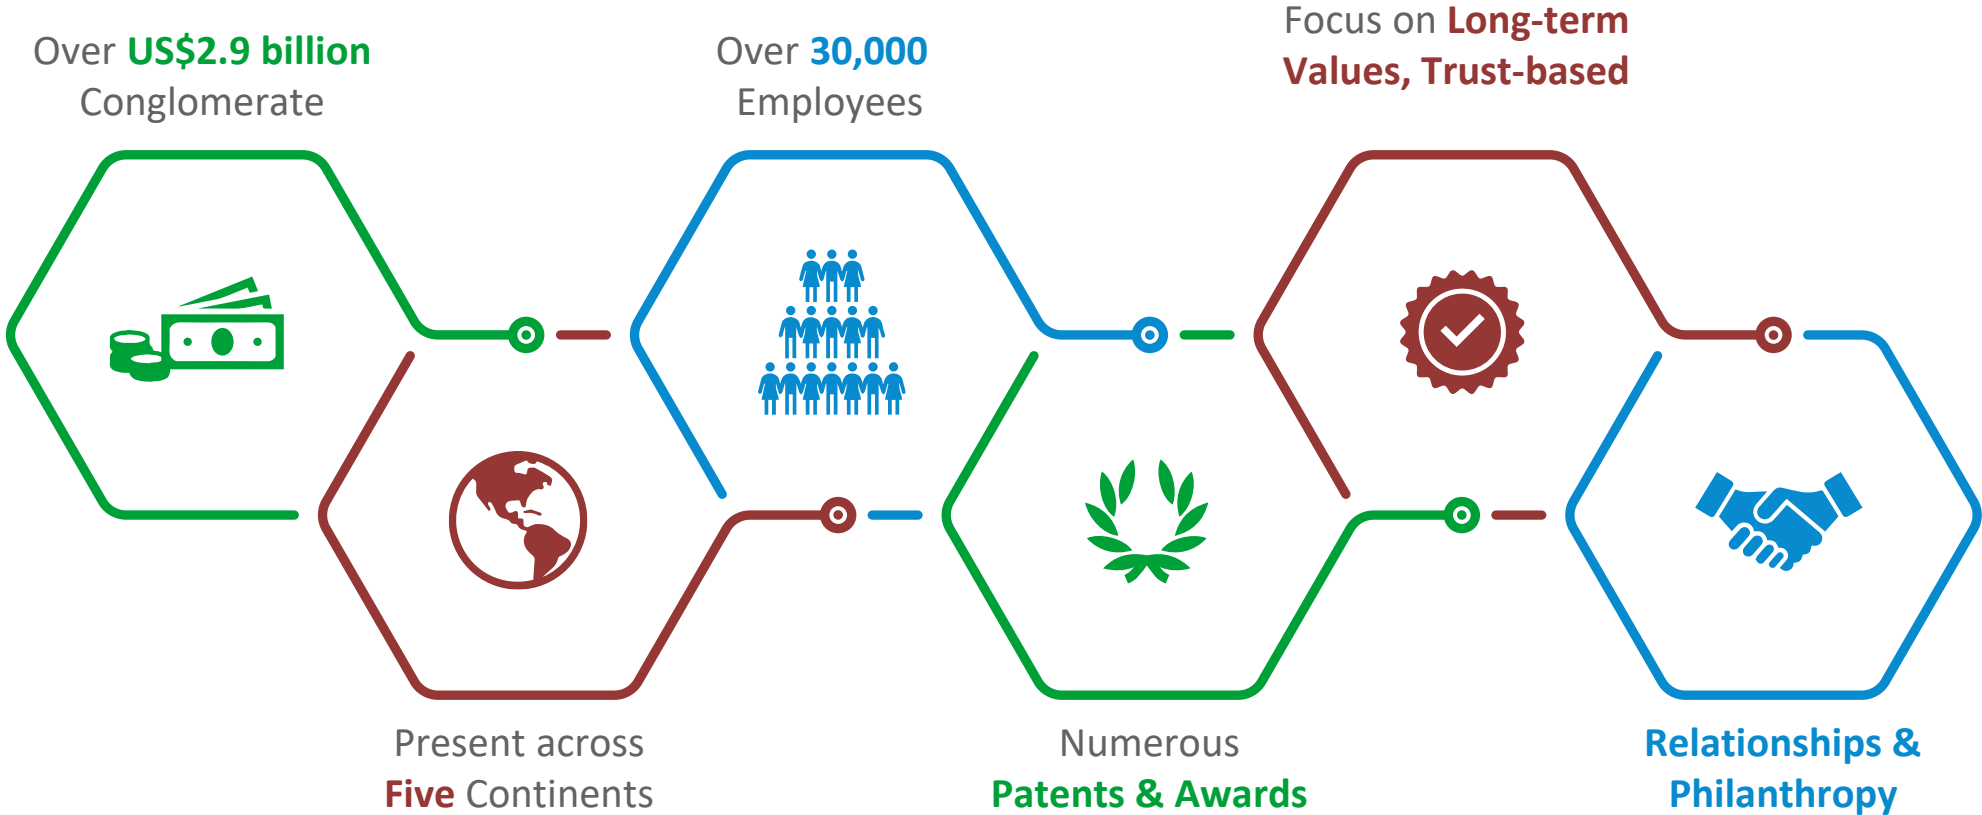 Over US$2.9 billion
Conglomerate
Present across
Five Continents
Over 30,000
Employees
Numerous
Patents & Awards
Focus on Long-term
Values, Trust-based
Relationships &
Philanthropy